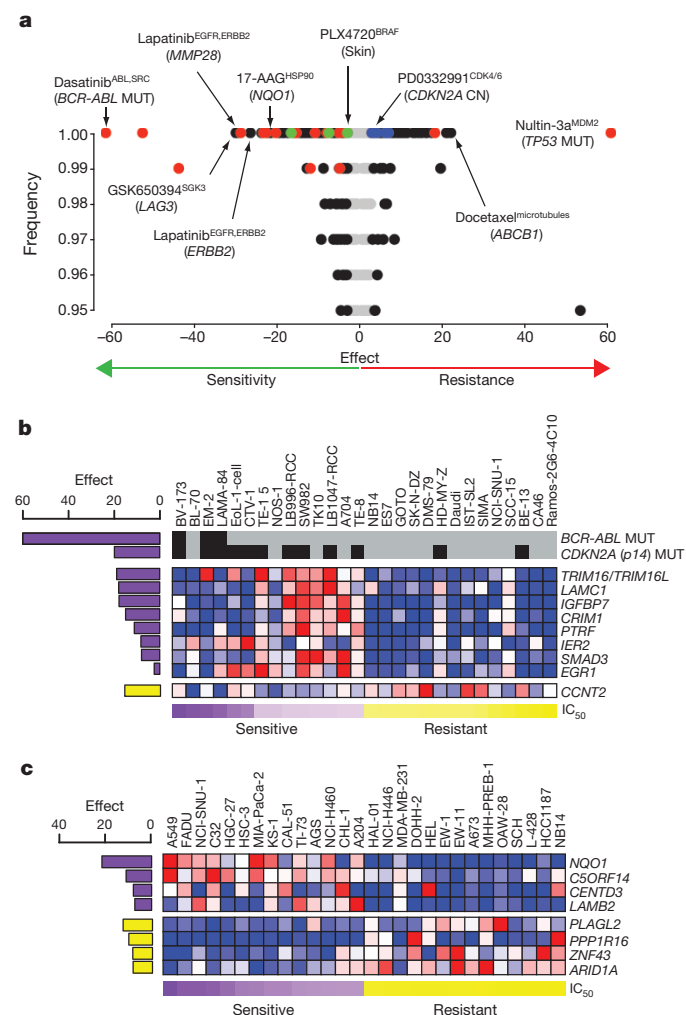 a
Lapatinib^EGFR,ERBB2
(MMP28)
PLX4720^BRAF
(Skin)
Dasatinib^ABL,SRC
(BCR-ABL MUT)
17-AAG^HSP90
(NQO1)
PD0332991^CDK4/6
(CDKN2A CN)
Nultin-3a^MDM2
(TP53 MUT)
GSK650394^SGK3
(LAG3)
Lapatinib^EGFR,ERBB2
(ERBB2)
Docetaxel^microtubules
(ABCB1)
Frequency
1.00
0.99
0.98
0.97
0.96
0.95
−60 −40 −20 0 20 40 60
Effect
Sensitivity Resistance
b
Effect
60 40 20 0
BV-173
BL-70
EM-2
LAMA-84
EoL-1-cell
CTV-1
TE-1 5
NOS-1
LB996-RCC
SW982
TK10
LB1047-RCC
A704
TE-8
NB14
ES7
GOTO
SK-N-DZ
DMS-79
HD-MY-Z
Daudi
IST-SL2
SIMA
NCI-SNU-1
SCC-15
BE-13
CA46
Ramos-2G6-4C10
BCR-ABL MUT
CDKN2A (p14) MUT
TRIM16/TRIM16L
LAMC1
IGFBP7
CRIM1
PTRF
IER2
SMAD3
EGR1
CCNT2
IC50
Sensitive Resistant
c
Effect
40 20 0
A549
FADU
NCI-SNU-1
C32
HGC-27
HSC-3
MIA-PaCa-2
KS-1
CAL-51
TI-73
AGS
NCI-H460
CHL-1
A204
HAL-01
NCI-H446
MDA-MB-231
DOHH-2
HEL
EW-1
EW-11
A673
MHH-PREB-1
OAW-28
SCH
L-428
HCC1187
NB14
NQO1
C5ORF14
CENTD3
LAMB2
PLAGL2
PPP1R16
ZNF43
ARID1A
IC50
Sensitive Resistant